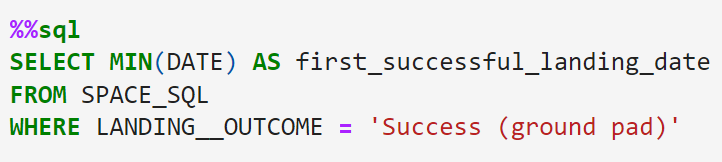 %%sql
SELECT MIN(DATE) AS first_successful_landing_date
FROM SPACE_SQL
WHERE LANDING__OUTCOME = 'Success (ground pad)'